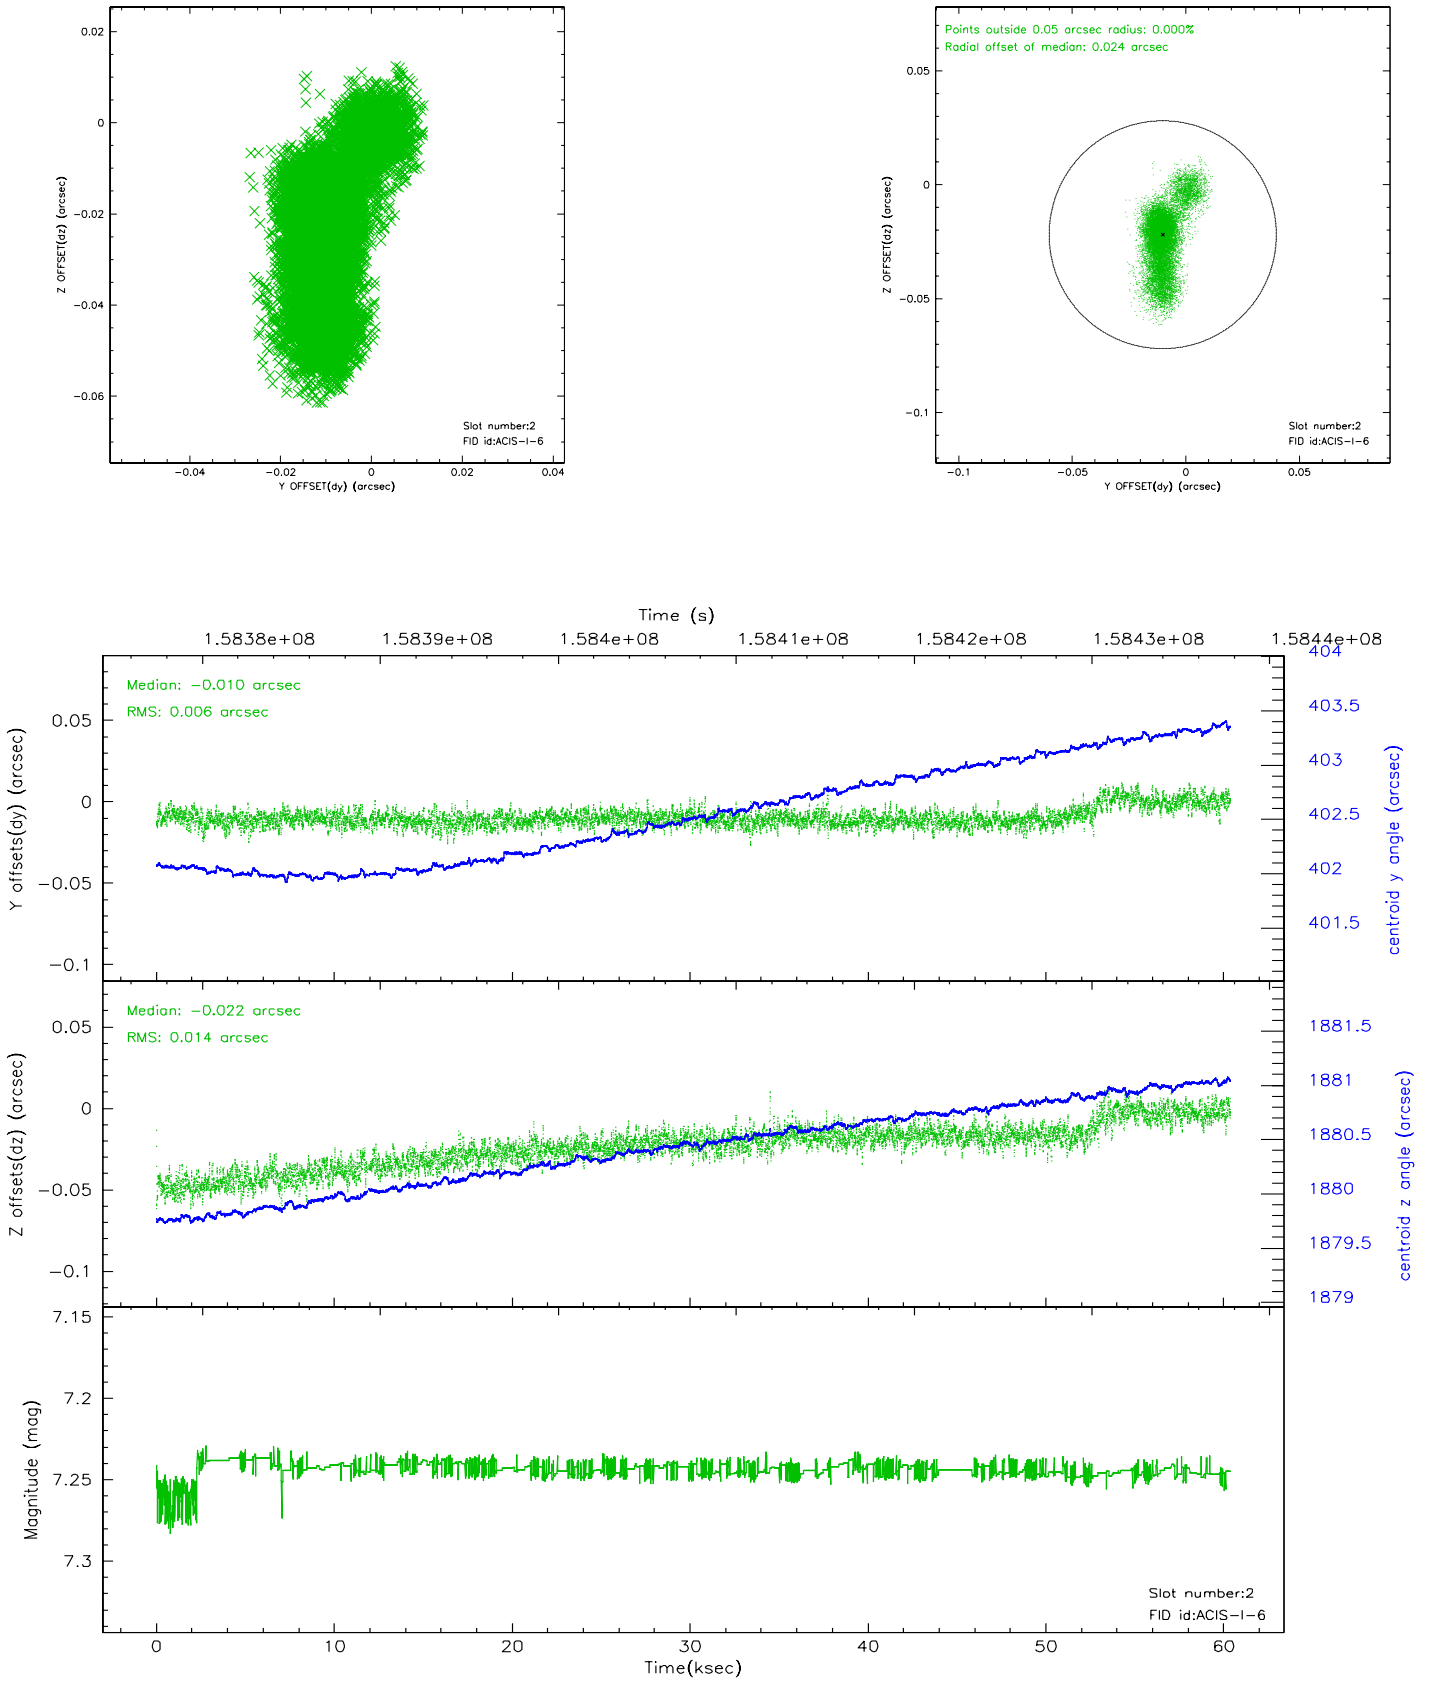 0.02
0
−0.02
−0.04
−0.06
Z OFFSET(dz) (arcsec)
Slot number:2
FID id:ACIS−I−6
−0.04 −0.02 0 0.02 0.04
Y OFFSET(dy) (arcsec)
Points outside 0.05 arcsec radius: 0.000%
Radial offset of median: 0.024 arcsec
0.05
0
−0.05
−0.1
Z OFFSET(dz) (arcsec)
Slot number:2
FID id:ACIS−I−6
−0.1 −0.05 0 0.05
Y OFFSET(dy) (arcsec)
Time (s)
1.5838e+08 1.5839e+08 1.584e+08 1.5841e+08 1.5842e+08 1.5843e+08 1.5844e+08
Median: −0.010 arcsec
RMS: 0.006 arcsec
0.05
0
−0.05
−0.1
Y offsets(dy) (arcsec)
404
403.5
403
402.5
402
401.5
centroid y angle (arcsec)
Median: −0.022 arcsec
RMS: 0.014 arcsec
0.05
0
−0.05
−0.1
Z offsets(dz) (arcsec)
1881.5
1881
1880.5
1880
1879.5
1879
centroid z angle (arcsec)
7.15
7.2
7.25
7.3
Magnitude (mag)
Slot number:2
FID id:ACIS−I−6
0 10 20 30 40 50 60
Time(ksec)